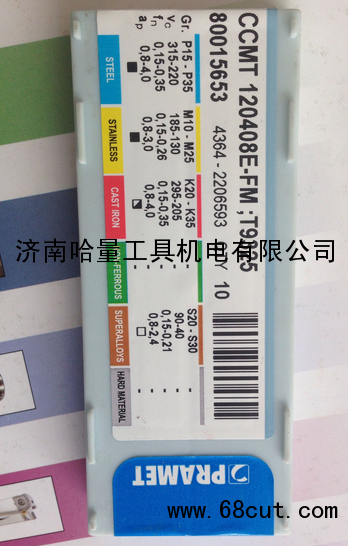 CCMT 120408E-FM
80015653 4364 - 2206593 10
Gr. P15 - P35 M10 - M25 K20 - K35 - S20 - S30 -
vc 315-220 185-130 295-205 - 90-40 -
fn 0,15-0,35 0,15-0,26 0,15-0,35 - 0,15-0,21 -
ap 0,8-4,0 0,8-3,0 0,8-4,0 - 0,8-2,4 -
STEEL STAINLESS CAST IRON NON-FERROUS SUPERALLOYS HARD MATERIAL
PRAMET
济南哈量工具机电有限公司
www.68cut.com